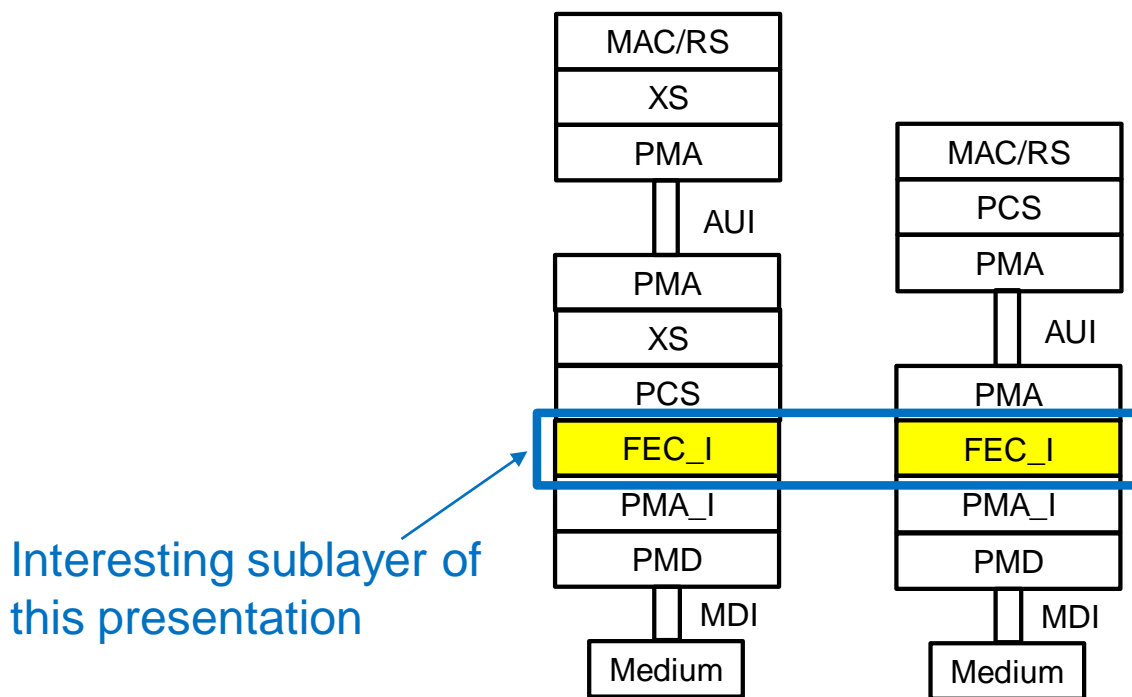 MAC/RS
XS
PMA
AUI
PMA
XS
PCS
FEC_I
PMA_I
PMD
MDI
Medium
MAC/RS
PCS
PMA
AUI
PMA
FEC_I
PMA_I
PMD
MDI
Medium
Interesting sublayer of
this presentation